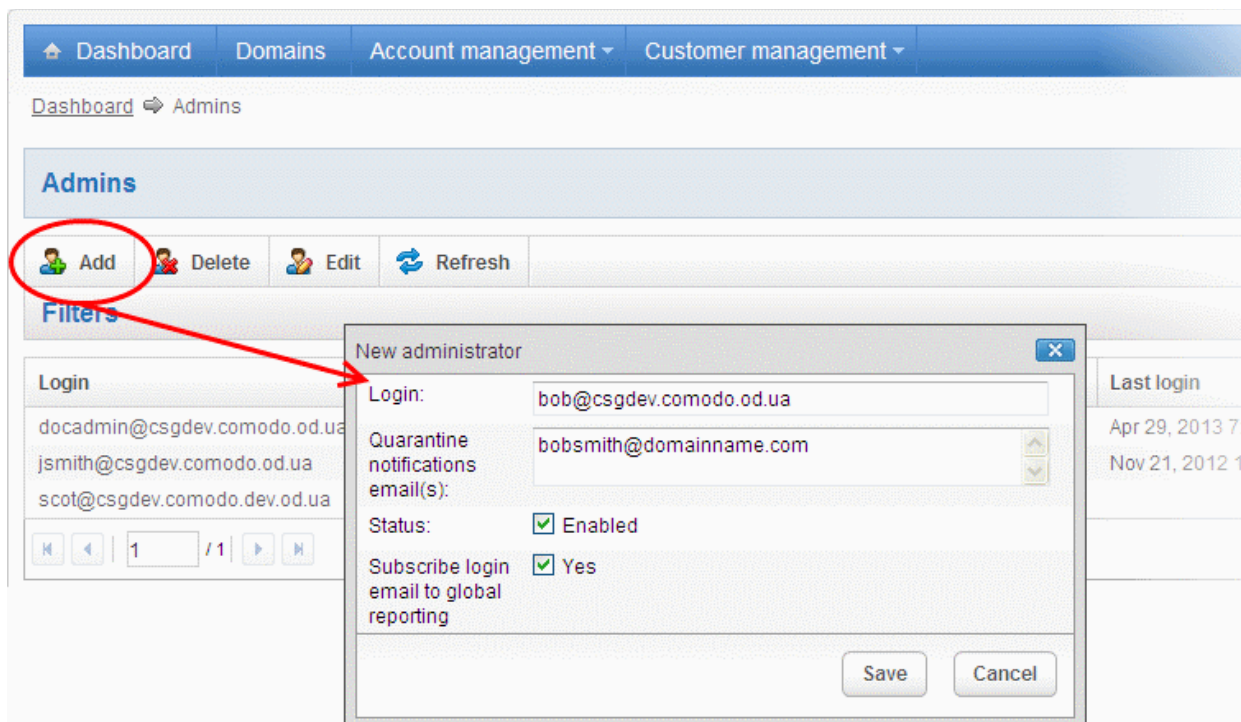 Dashboard Domains Account management Customer management
Dashboard Admins
Admins
Add Delete Edit Refresh
Filters
New administrator
Login Last login
Login: bob@csgdev.comodo.od.ua
docadmin@csgdev.comodo.od.ua Apr 29, 2013 7
Quarantine notifications email(s): bobsmith@domainname.com
jsmith@csgdev.comodo.od.ua Nov 21, 2012 1
scot@csgdev.comodo.dev.od.ua
Status: Enabled
1 / 1
Subscribe login email to global reporting Yes
Save Cancel